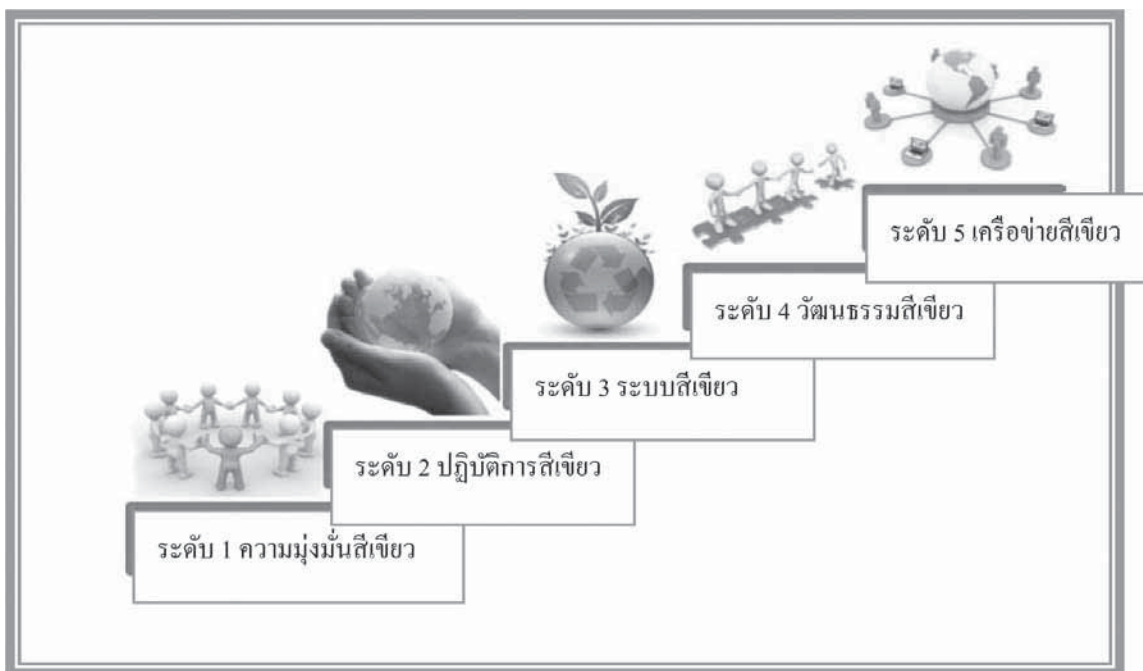 ระดับ 5 เครือข่ายสีเขียว
ระดับ 4 วัฒนธรรมสีเขียว
ระดับ 3 ระบบสีเขียว
ระดับ 2 ปฏิบัติการสีเขียว
ระดับ 1 ความมุ่งมั่นสีเขียว